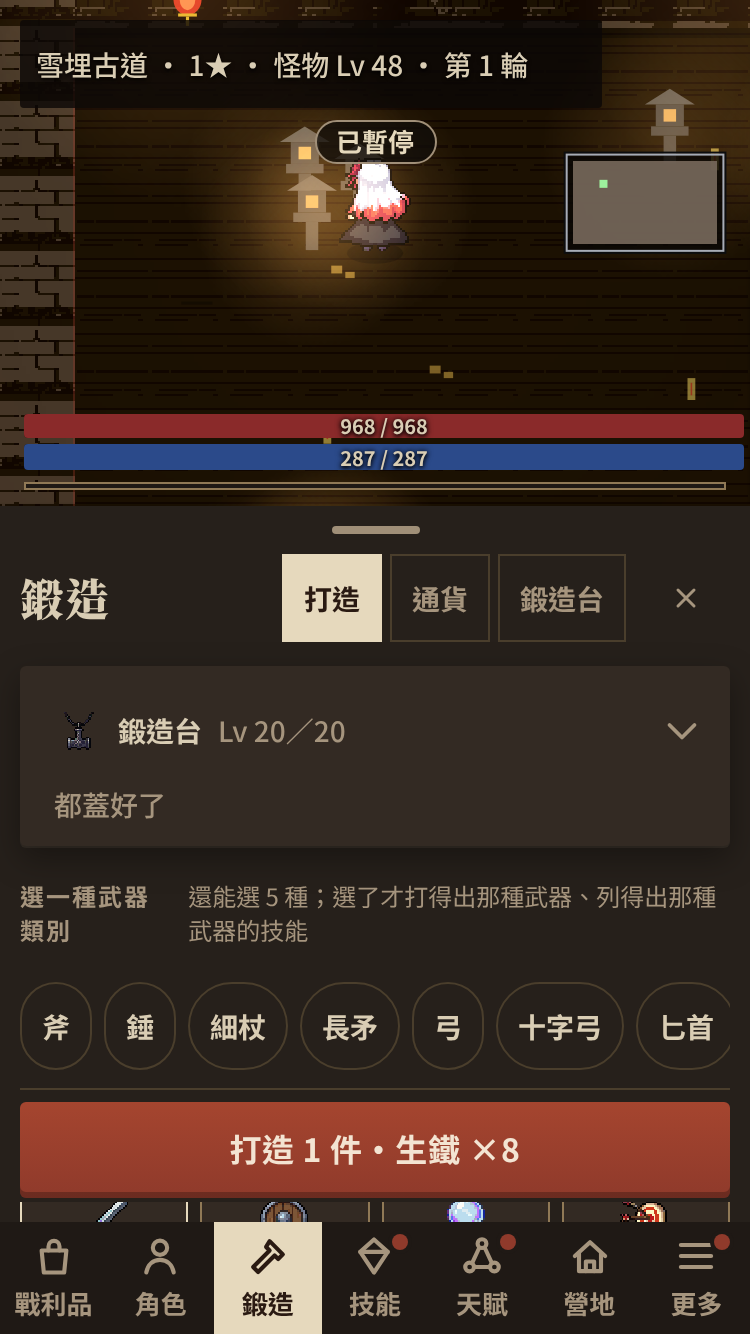 雪埋古道 • 1★ • 怪物 Lv 48 • 第 1 輪
已暫停
968 / 968
287 / 287
鍛造
打造
通貨
鍛造台
×
鍛造台 Lv 20／20
都蓋好了
選一種武器
類別
還能選 5 種；選了才打得出那種武器、列得出那種
武器的技能
斧
錘
細杖
長矛
弓
十字弓
匕首
打造 1 件 • 生鐵 ×8
戰利品
角色
鍛造
技能
天賦
營地
更多